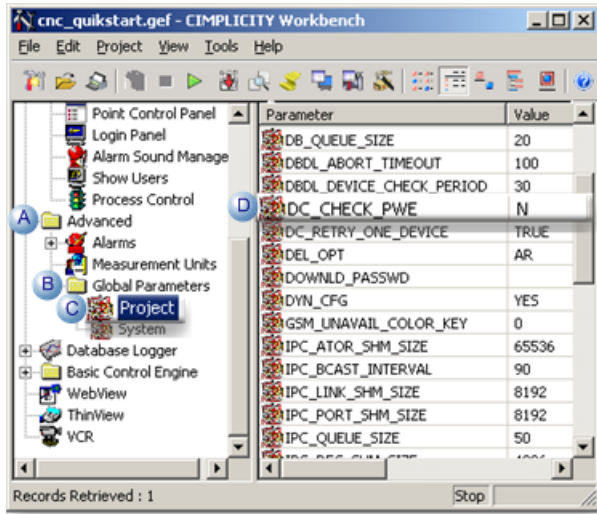 cnc_quikstart.gef - CIMPLICITY Workbench
File Edit Project View Tools Help
Point Control Panel
Login Panel
Alarm Sound Manage
Show Users
Process Control
A Advanced
Alarms
Measurement Units
B Global Parameters
C Project
System
Database Logger
Basic Control Engine
WebView
ThinView
VCR
Parameter Value
DB_QUEUE_SIZE 20
DBDL_ABORT_TIMEOUT 100
DBDL_DEVICE_CHECK_PERIOD 30
D DC_CHECK_PWE N
DC_RETRY_ONE_DEVICE TRUE
DEL_OPT AR
DOWNLD_PASSWD
DYN_CFG YES
GSM_UNAVAIL_COLOR_KEY 0
IPC_ATOR_SHM_SIZE 65536
IPC_BCAST_INTERVAL 90
IPC_LINK_SHM_SIZE 8192
IPC_PORT_SHM_SIZE 8192
IPC_QUEUE_SIZE 50
Records Retrieved : 1 Stop